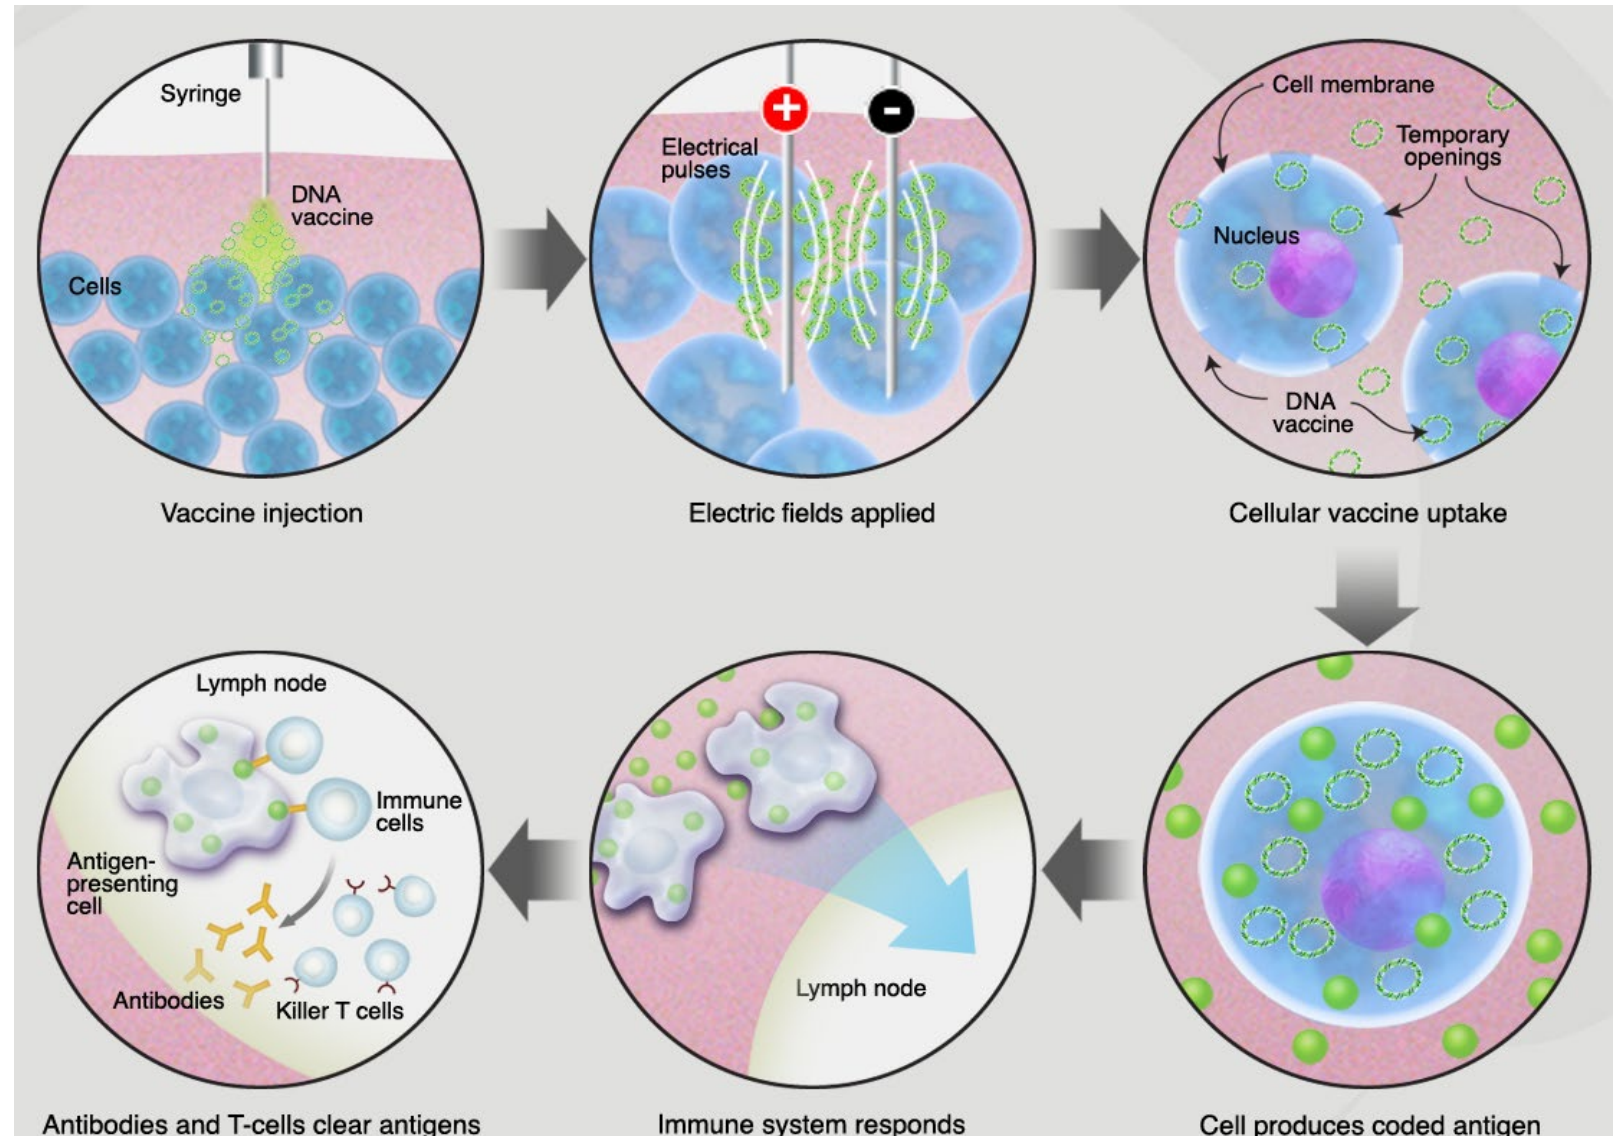 Syringe
DNA
vaccine
Cells
Vaccine injection
+
-
Electrical
pulses
Electric fields applied
Cell membrane
Temporary
openings
Nucleus
DNA
vaccine
Cellular vaccine uptake
Cell produces coded antigen
Lymph node
Immune system responds
Lymph node
Immune
cells
Antigen-
presenting
cell
Antibodies
Killer T cells
Antibodies and T-cells clear antigens